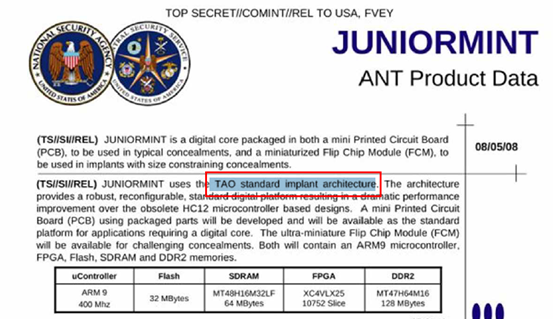 TOP SECRET//COMINT//REL TO USA, FVEY
NATIONAL SECURITY AGENCY
UNITED STATES OF AMERICA
CENTRAL SECURITY SERVICE
UNITED STATES OF AMERICA
JUNIORMINT
ANT Product Data
(TS//SI//REL) JUNIORMINT is a digital core packaged in both a mini Printed Circuit Board
(PCB), to be used in typical concealments, and a miniaturized Flip Chip Module (FCM), to
be used in implants with size constraining concealments.
08/05/08
(TS//SI//REL) JUNIORMINT uses the TAO standard implant architecture. The architecture
provides a robust, reconfigurable, standard digital platform resulting in a dramatic performance
improvement over the obsolete HC12 microcontroller based designs. A mini Printed Circuit
Board (PCB) using packaged parts will be developed and will be available as the standard
platform for applications requiring a digital core. The ultra-miniature Flip Chip Module (FCM)
will be available for challenging concealments. Both will contain an ARM9 microcontroller,
FPGA, Flash, SDRAM and DDR2 memories.
uController Flash SDRAM FPGA DDR2
ARM 9 400 Mhz 32 MBytes MT48H16M32LF 64 MBytes XC4VLX25 10752 Slice MT47H64M16 128 MBytes